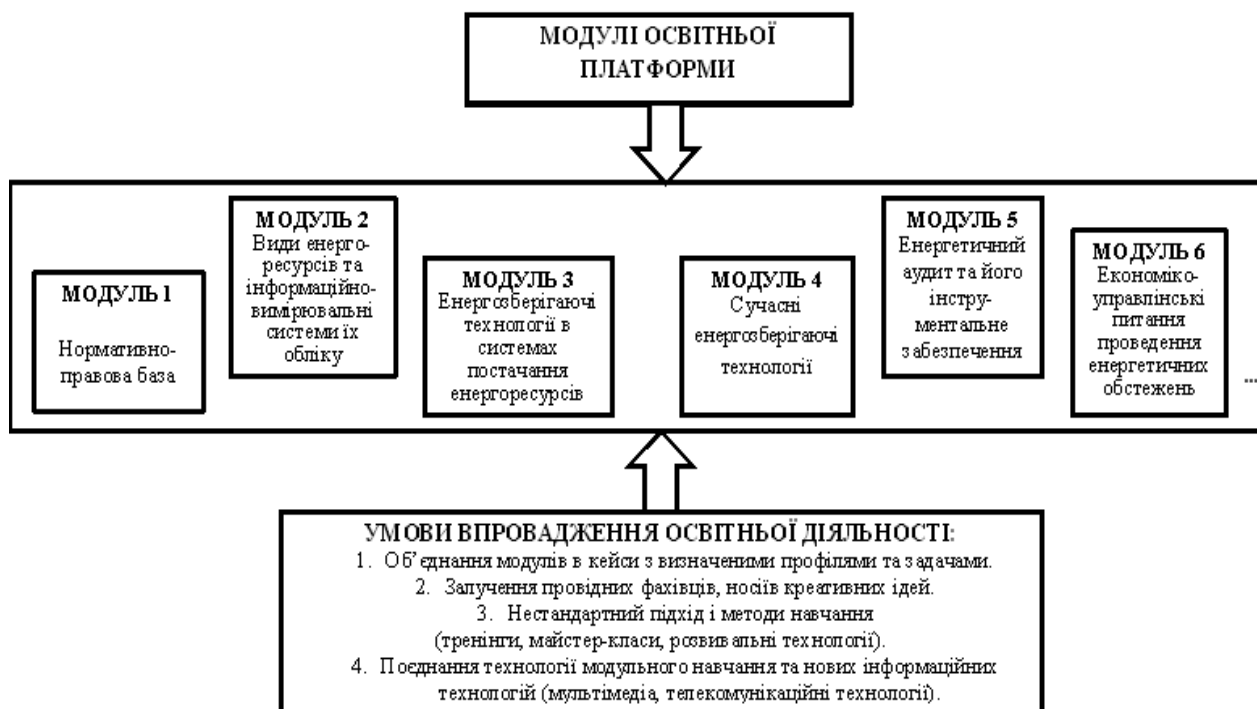 МОДУЛІ ОСВІТНЬОЇ
ПЛАТФОРМИ
МОДУЛЬ 1
Нормативно-
правова база
МОДУЛЬ 2
Види енерго-
ресурсів та
інформаційно-
вимірювальні
системи їх
обліку
МОДУЛЬ 3
Енергозберігаючі
технології в
системах
постачання
енергоресурсів
МОДУЛЬ 4
Сучасні
енергозберігаючі
технології
МОДУЛЬ 5
Енергетичний
аудит та його
інстру-
ментальне
забезпечення
МОДУЛЬ 6
Економіко-
управлінські
питання
проведення
енергетичних
обстежень
...
УМОВИ ВПРОВАДЖЕННЯ ОСВІТНЬОЇ ДІЯЛЬНОСТІ:
1. Об’єднання модулів в кейси з визначеними профілями та задачами.
2. Залучення провідних фахівців, носіїв креативних ідей.
3. Нестандартний підхід і методи навчання
(тренінги, майстер-класи, розвивальні технології).
4. Поєднання технології модульного навчання та нових інформаційних
технологій (мультимедіа, телекомунікаційні технології).